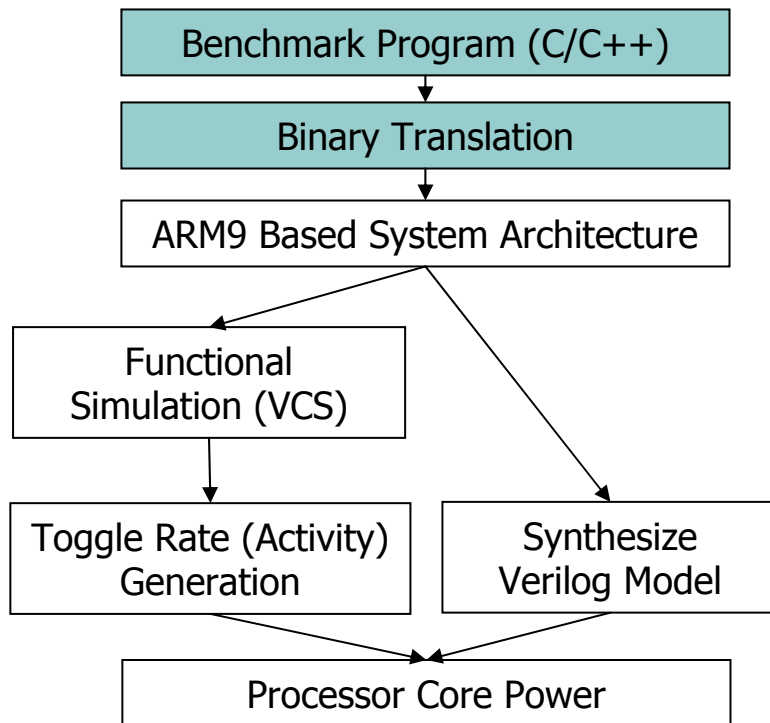 Benchmark Program (C/C++)
Binary Translation
ARM9 Based System Architecture
Functional
Simulation (VCS)
Toggle Rate (Activity)
Generation
Synthesize
Verilog Model
Processor Core Power